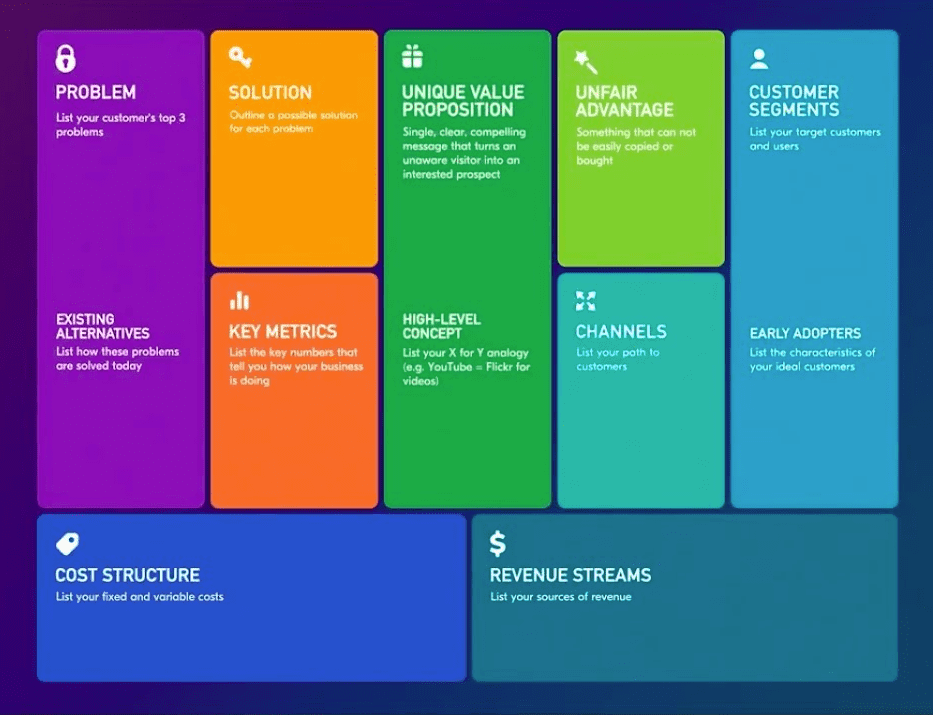 PROBLEM
List your customer's top 3
problems
EXISTING
ALTERNATIVES
List how these problems
are solved today
SOLUTION
Outline a possible solution
for each problem
KEY METRICS
List the key numbers that
tell you how your business
is doing
UNIQUE VALUE
PROPOSITION
Single, clear, compelling
message that turns an
unaware visitor into an
interested prospect
HIGH-LEVEL
CONCEPT
List your X for Y analogy
(e.g. YouTube = Flickr for
videos)
UNFAIR
ADVANTAGE
Something that can not
be easily copied or
bought
CHANNELS
List your path to
customers
CUSTOMER
SEGMENTS
List your target customers
and users
EARLY ADOPTERS
List the characteristics of
your ideal customers
COST STRUCTURE
List your fixed and variable costs
$
REVENUE STREAMS
List your sources of revenue